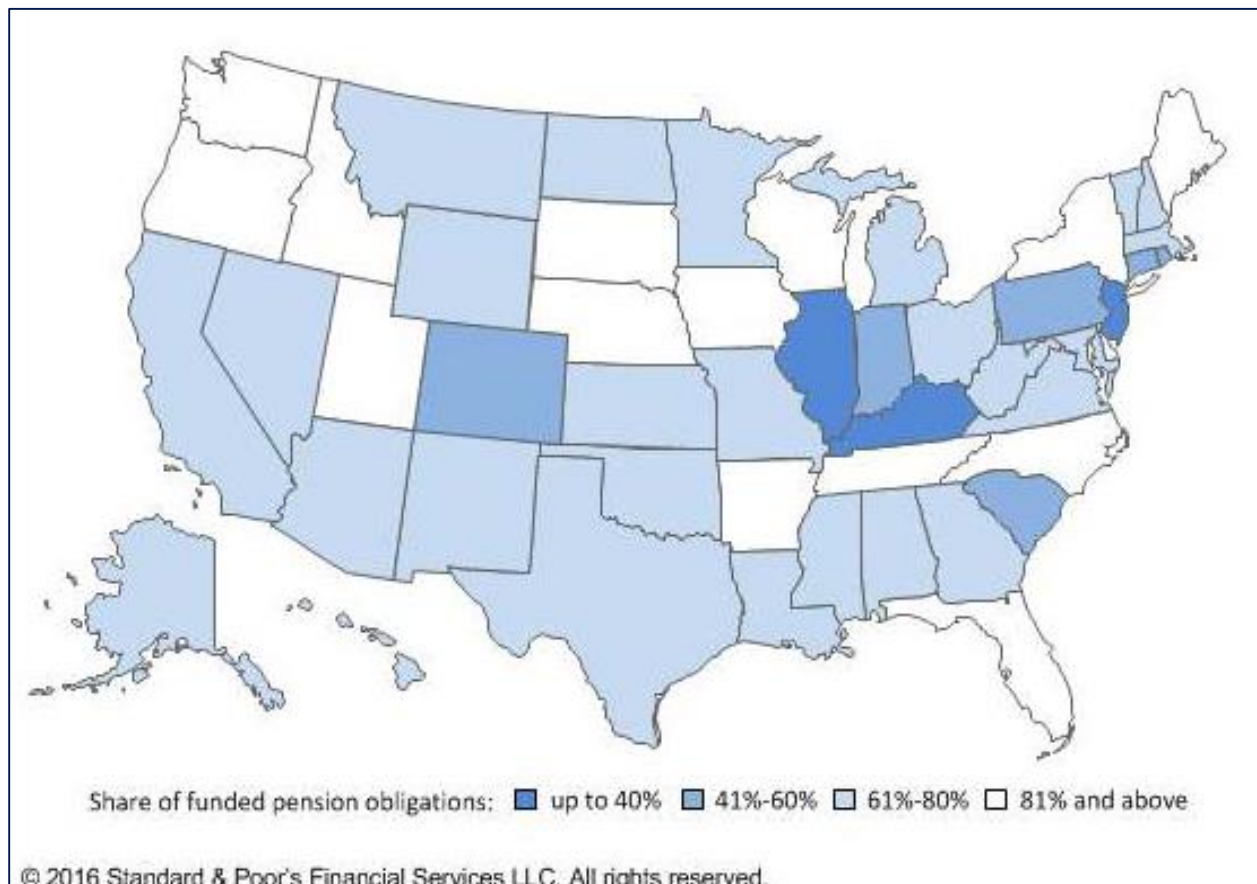 Share of funded pension obligations: up to 40% 41%-60% 61%-80% 81% and above
© 2016 Standard & Poor's Financial Services LLC. All rights reserved.